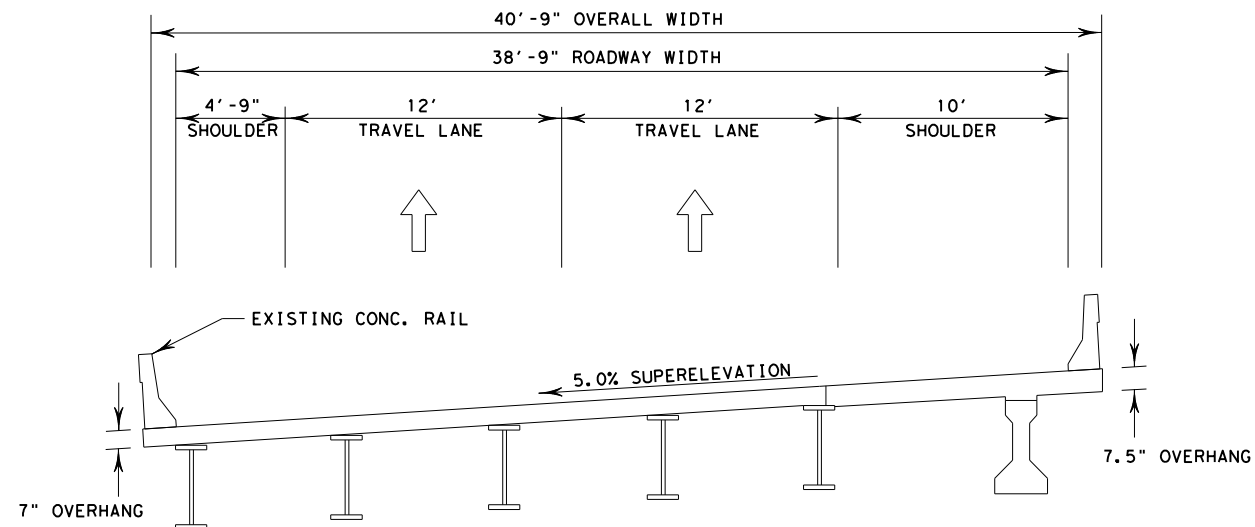 40'-9" OVERALL WIDTH
38'-9" ROADWAY WIDTH
4'-9"
SHOULDER
12'
TRAVEL LANE
12'
TRAVEL LANE
10'
SHOULDER
EXISTING CONC. RAIL
5.0% SUPERELEVATION
7.5" OVERHANG
7" OVERHANG